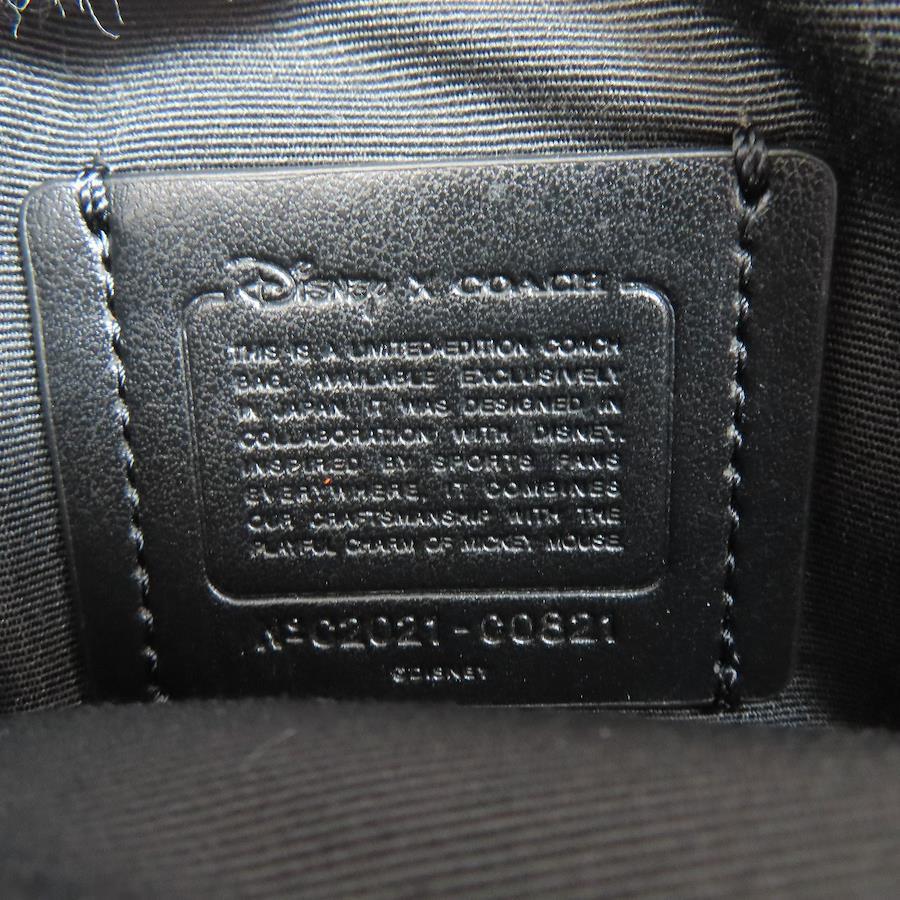 Disney X COACH
THIS IS A LIMITED-EDITION COACH
BAG. AVAILABLE EXCLUSIVELY
IN JAPAN, IT WAS DESIGNED IN
COLLABORATION WITH DISNEY.
INSPIRED BY SPORTS FANS
EVERYWHERE, IT COMBINES
OUR CRAFTSMANSHIP WITH THE
PLAYFUL CHARM OF MICKEY MOUSE.
Nº C2021-C0821
©DISNEY